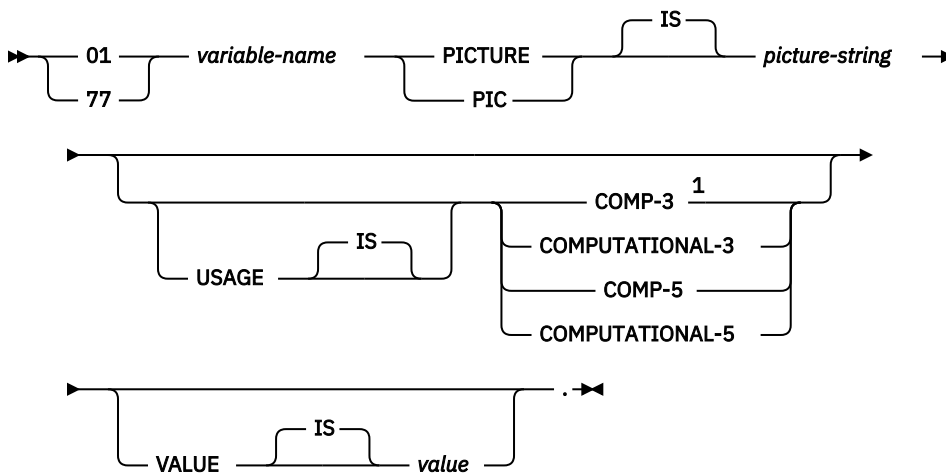 IS
01 variable-name PICTURE picture-string
77 PIC
COMP-3 1
IS
COMPUTATIONAL-3
USAGE
COMP-5
COMPUTATIONAL-5
.
IS
VALUE value